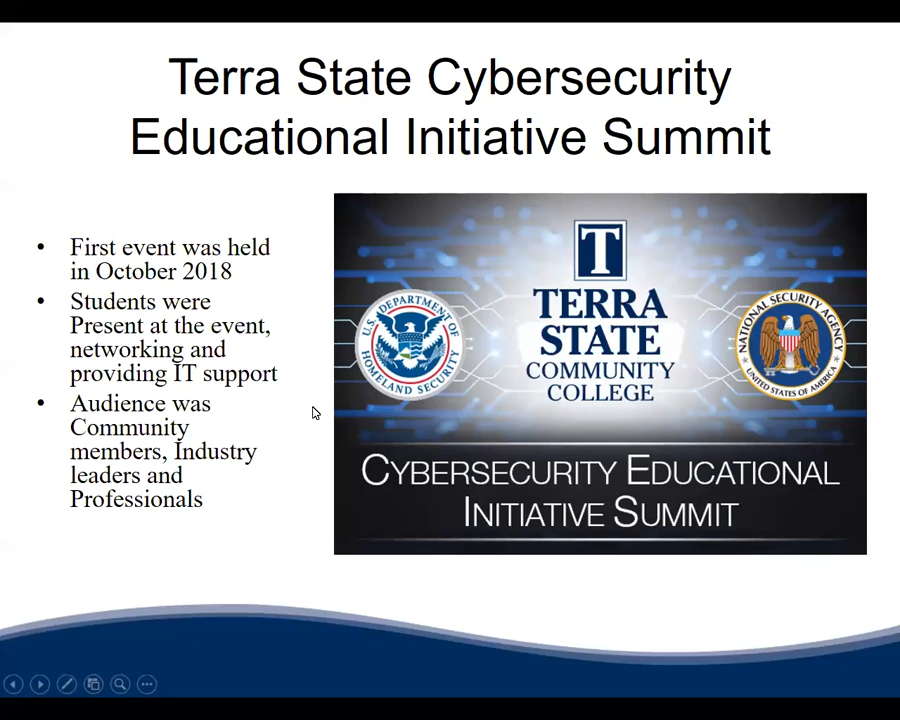 Terra State Cybersecurity
Educational Initiative Summit
• First event was held
in October 2018
• Students were
Present at the event,
networking and
providing IT support
• Audience was
Community
members, Industry
leaders and
Professionals
T
TERRA
STATE
COMMUNITY
COLLEGE
U.S. DEPARTMENT OF
HOMELAND SECURITY
NATIONAL SECURITY AGENCY
UNITED STATES OF AMERICA
CYBERSECURITY EDUCATIONAL
INITIATIVE SUMMIT